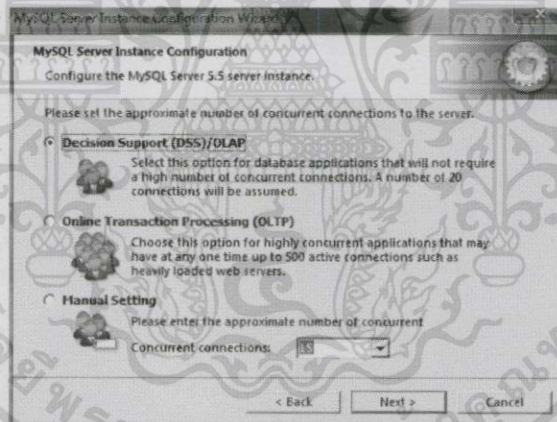 MySQL Server Instance Configuration Wizard
MySQL Server Instance Configuration
Configure the MySQL Server 5.5 server instance.
Please set the approximate number of concurrent connections to the server.
Decision Support (DSS)/OLAP
Select this option for database applications that will not require
a high number of concurrent connections. A number of 20
connections will be assumed.
Online Transaction Processing (OLTP)
Choose this option for highly concurrent applications that may
have at any one time up to 500 active connections such as
heavily loaded web servers.
Manual Setting
Please enter the approximate number of concurrent
Concurrent connections: 15
< Back Next > Cancel